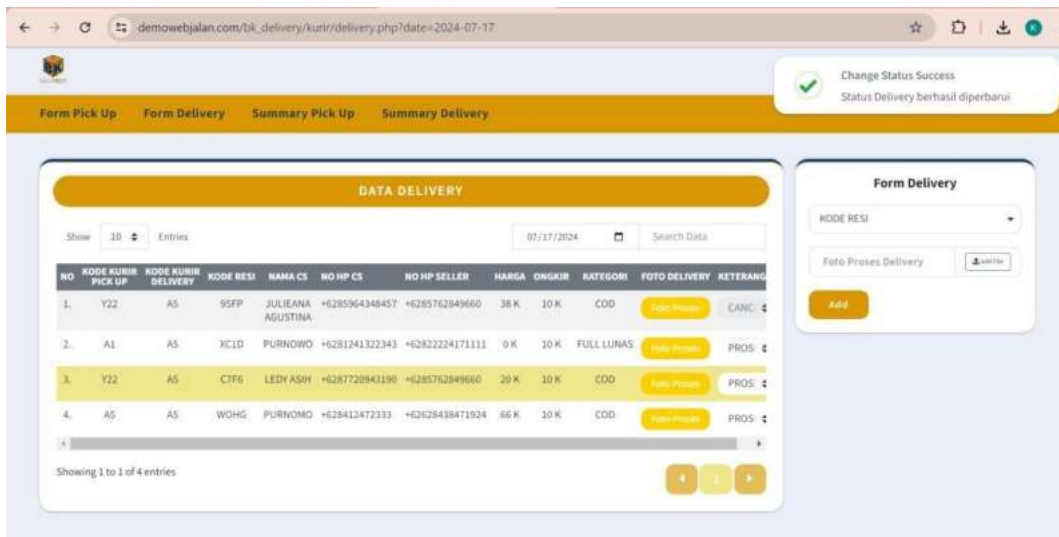 demowebjalan.com/bk_delivery/kurir/delivery.php?date=2024-07-17
K
BK
Change Status Success
Status Delivery berhasil diperbarui
Form Pick Up Form Delivery Summary Pick Up Summary Delivery
DATA DELIVERY
Show 10 Entries 07/17/2024 Search Data
NO KODE KURIR PICK UP KODE KURIR DELIVERY KODE RESI NAMA CS NO HP CS NO HP SELLER HARGA ONGKIR KATEGORI FOTO DELIVERY KETERANG
1. Y22 A5 9SFP JULIEANA AGUSTINA +6285964348457 +6285762849660 38 K 10 K COD Foto Proses CANC
2. A1 A5 XC1D PURNOWO +6281241322343 +62822224171111 0 K 10 K FULL LUNAS Foto Proses PROS
3. Y22 A5 C7F6 LEDY ASIH +6287720943190 +6285762849660 20 K 10 K COD Foto Proses PROS
4. A5 A5 WOHG PURNOMO +628412472333 +62628438471924 66 K 10 K COD Foto Proses PROS
Showing 1 to 1 of 4 entries
1
Form Delivery
KODE RESI
Foto Proses Delivery
Add